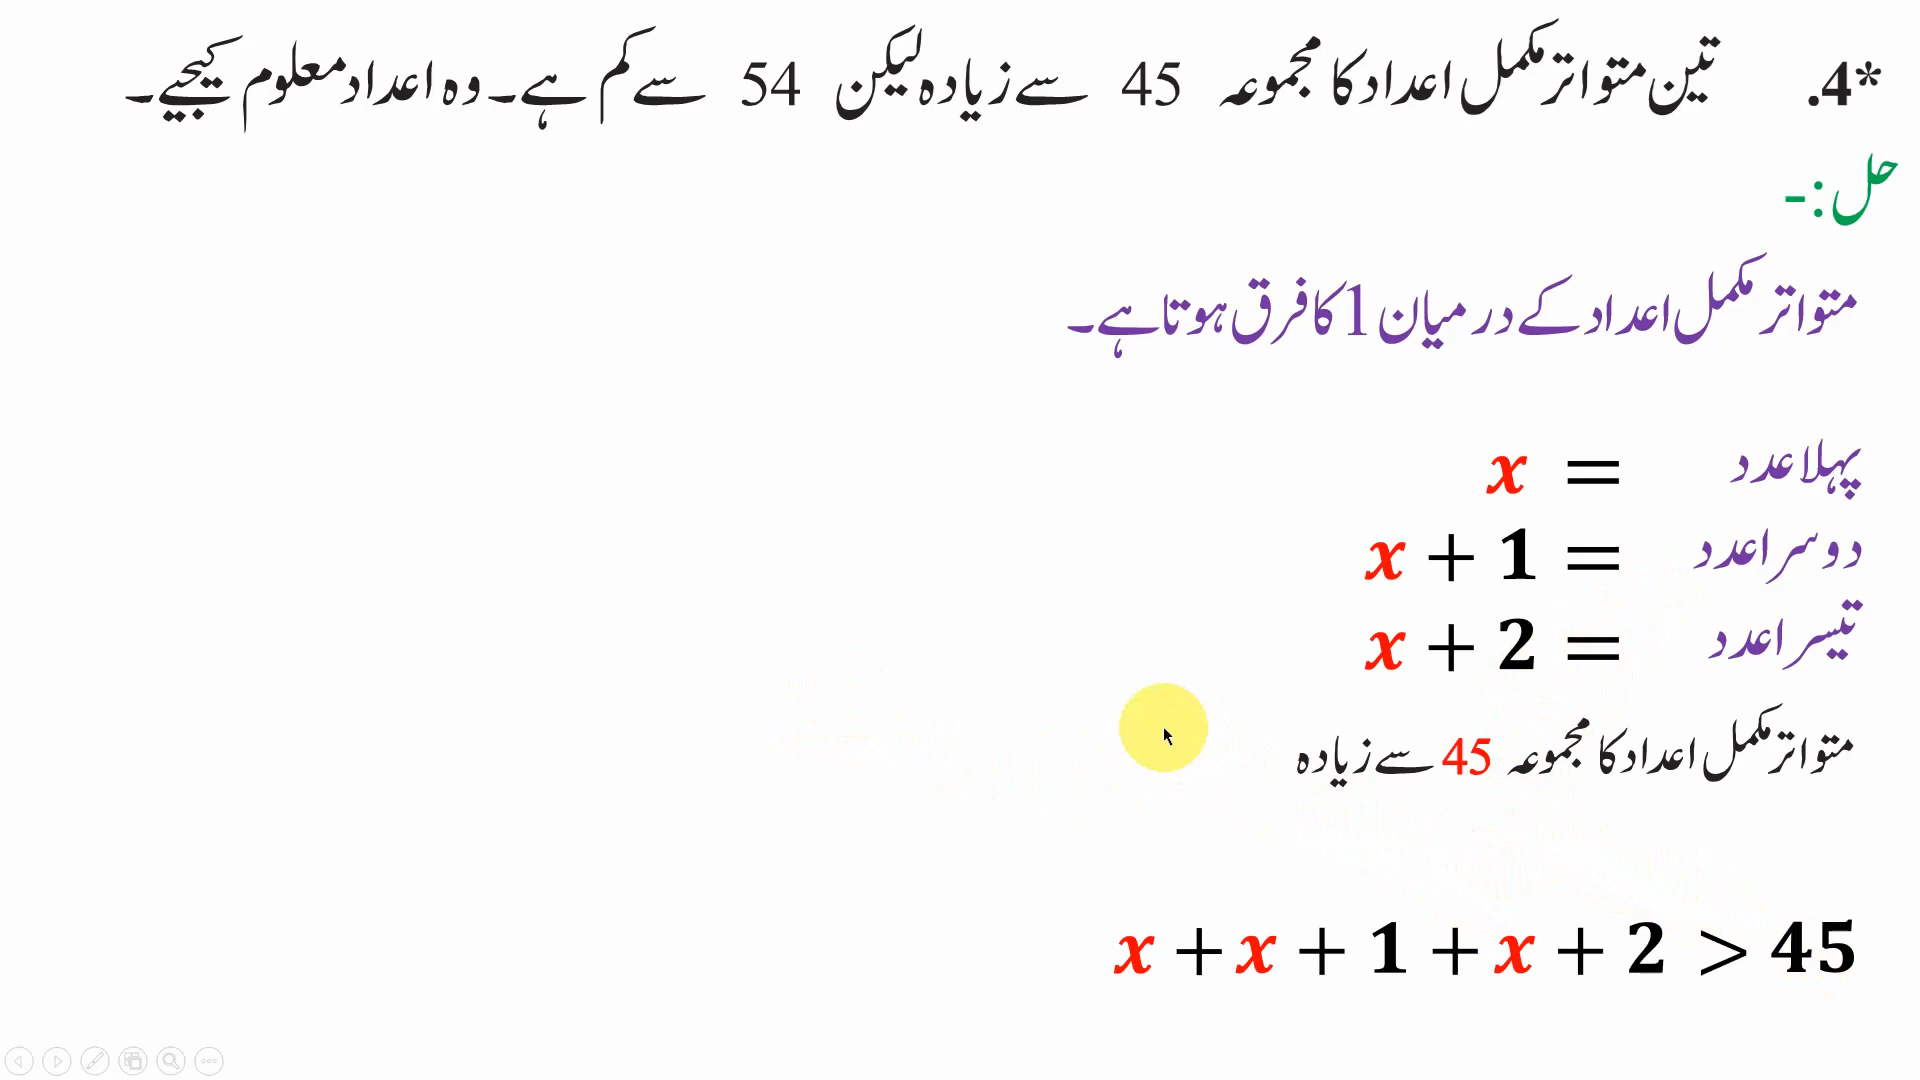 *4. تین متواتر مکمل اعداد کا مجموعہ 45 سے زیادہ لیکن 54 سے کم ہے۔ وہ اعداد معلوم کیجیے۔
حل :-
متواتر مکمل اعداد کے درمیان 1 کا فرق ہوتا ہے۔
پہلا عدد = x
دوسرا عدد = x + 1
تیسرا عدد = x + 2
متواتر مکمل اعداد کا مجموعہ 45 سے زیادہ
x + x + 1 + x + 2 > 45